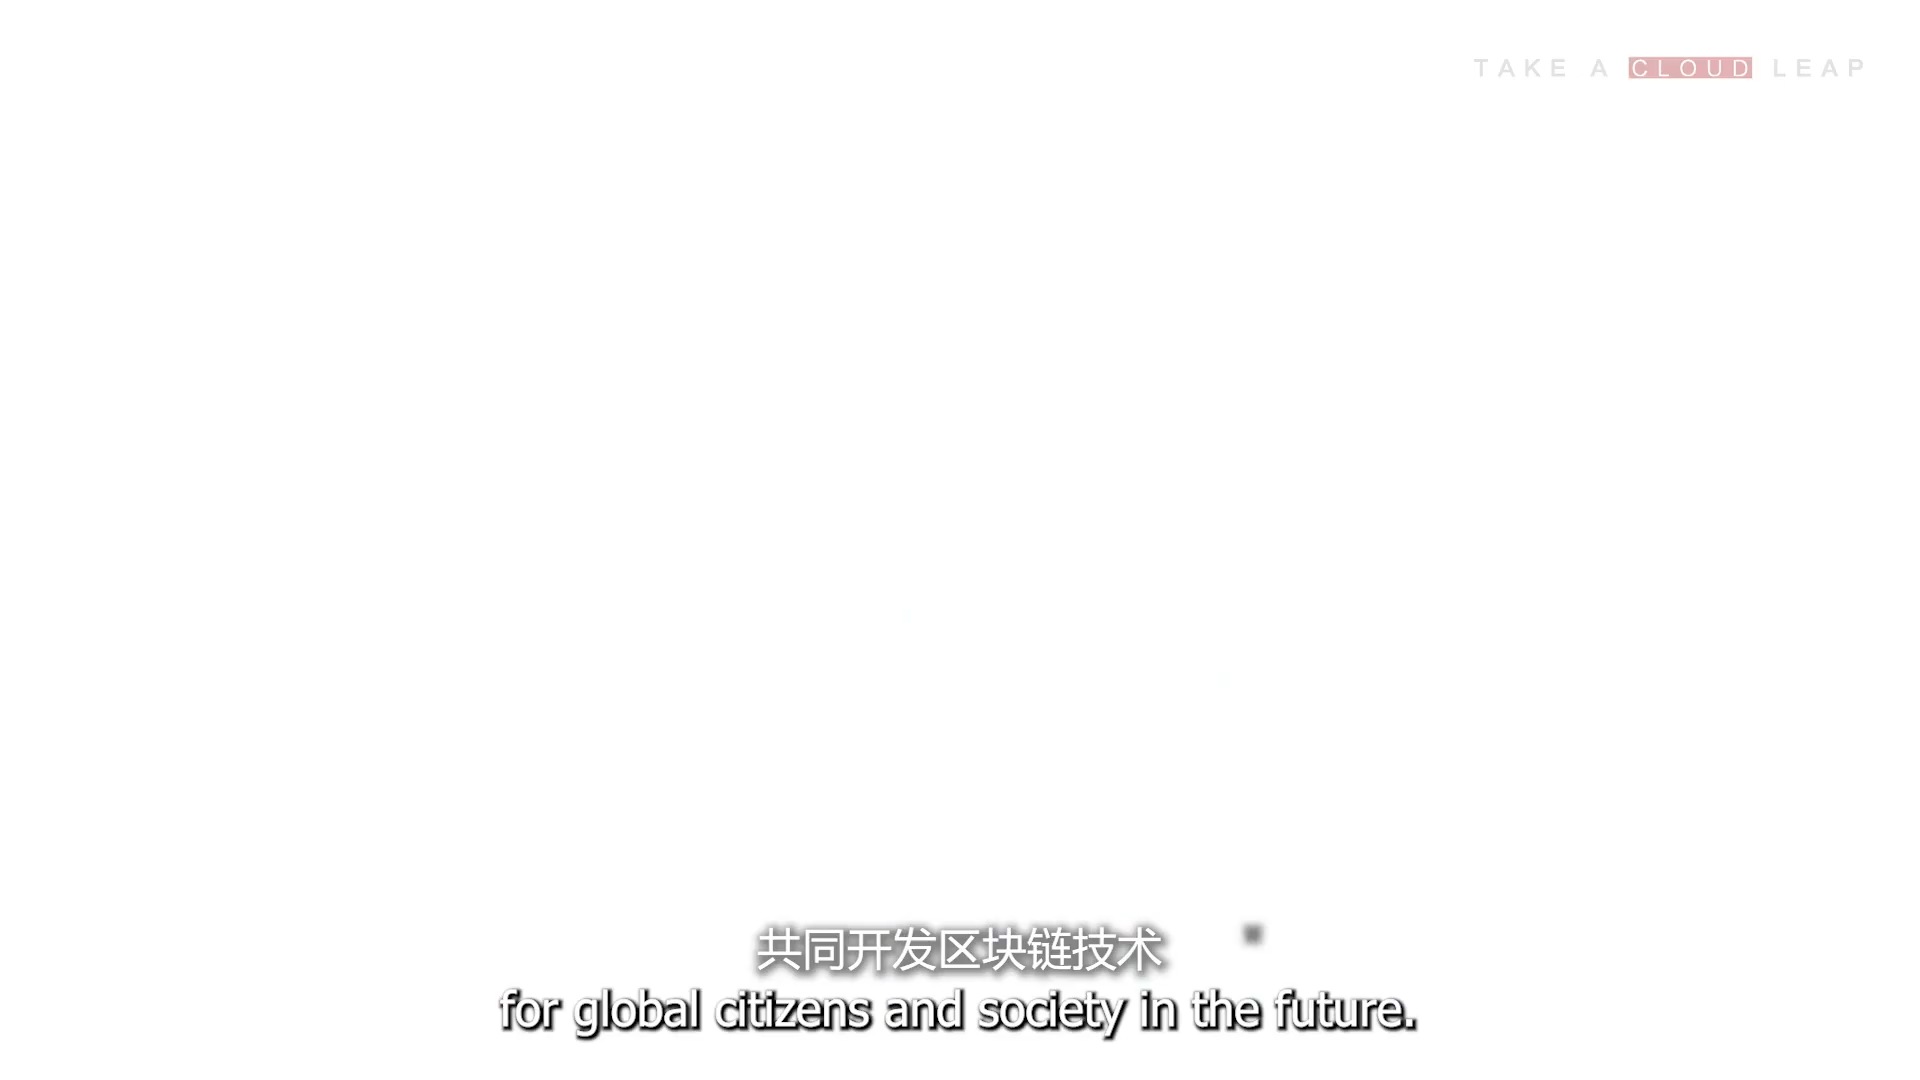 TAKE A CLOUD LEAP
共同开发区块链技术
for global citizens and society in the future.